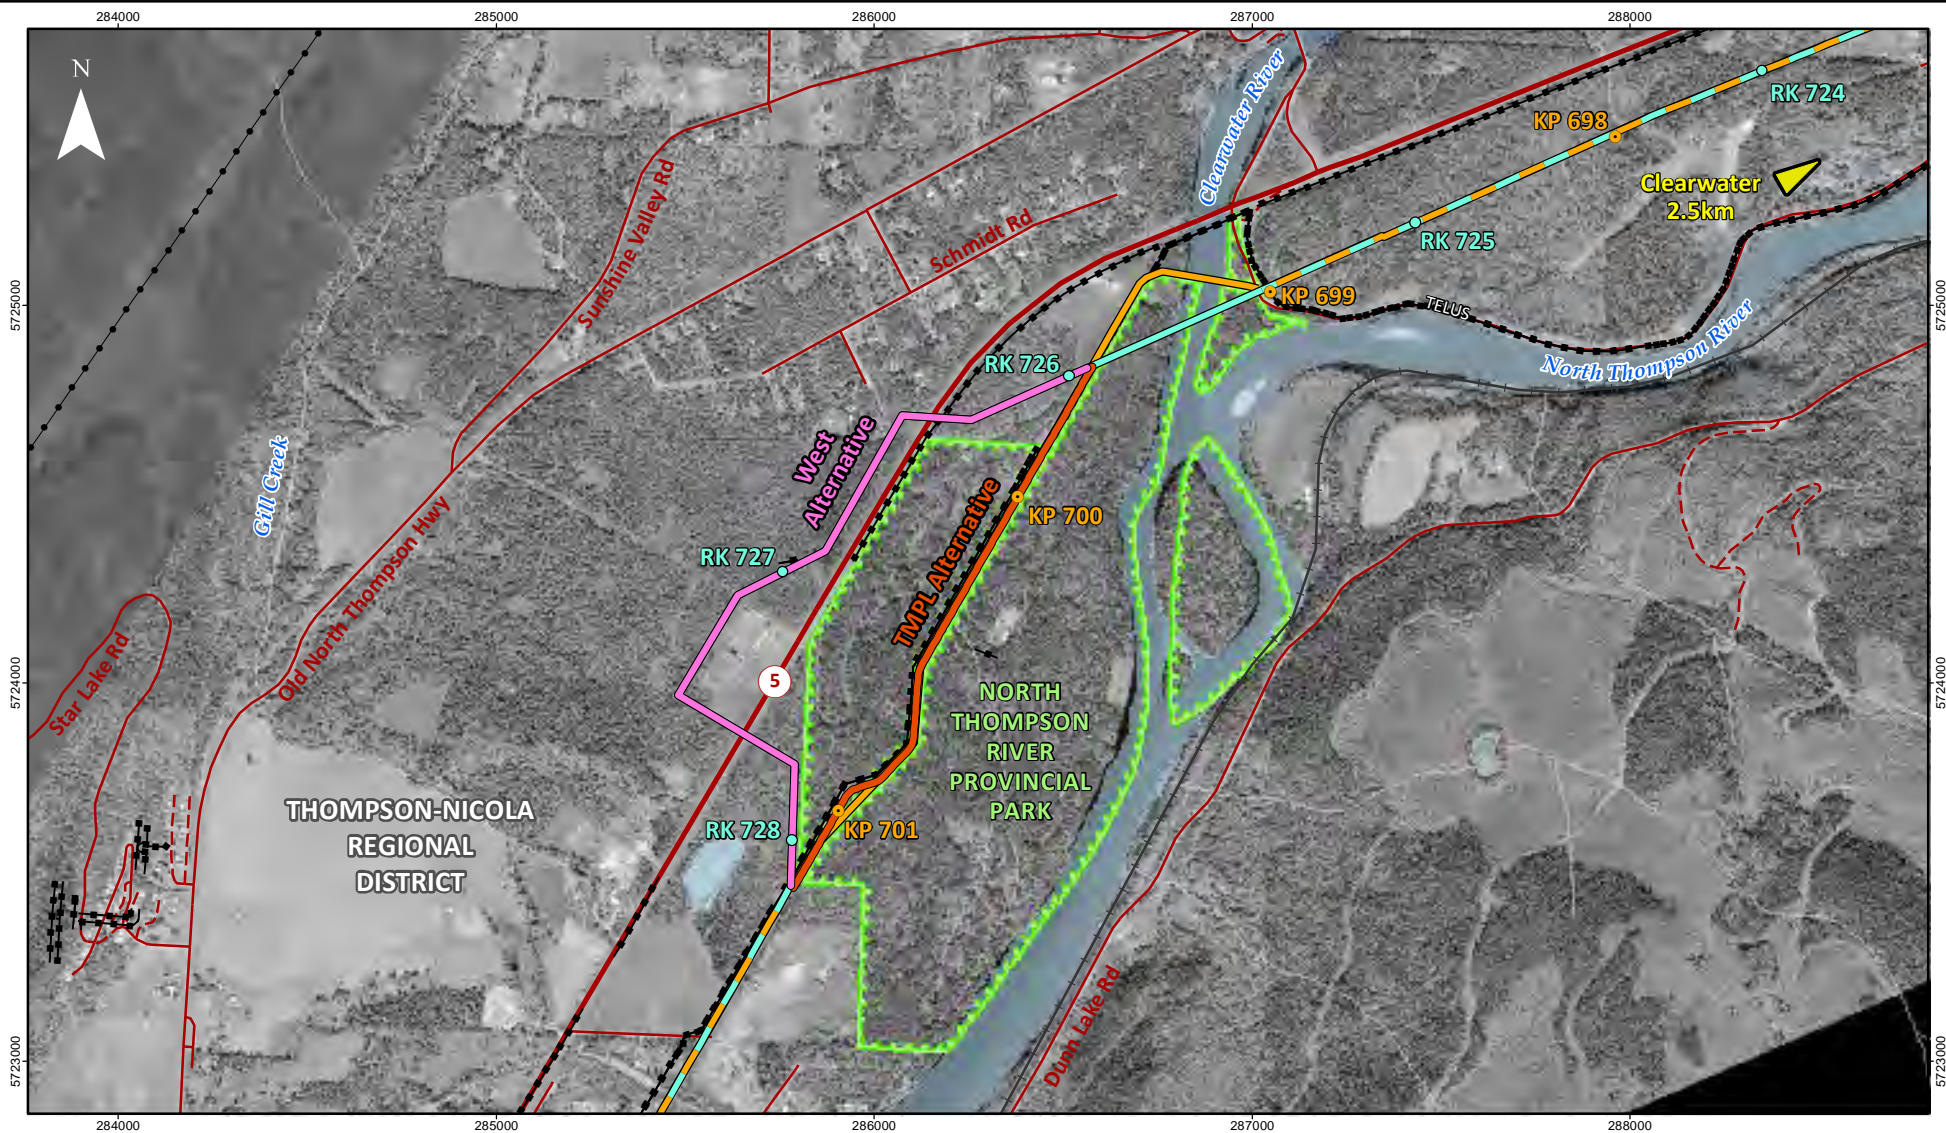 284000
285000
286000
287000
288000
N
Clearwater River
RK 724
KP 698
Clearwater
2.5km
Sunshine Valley Rd
Schmidt Rd
RK 725
5725000
5725000
KP 699
TELUS
North Thompson River
RK 726
West
Alternative
Gill Creek
TMPL Alternative
KP 700
RK 727
Old North Thompson Hwy
Star Lake Rd
5724000
5724000
5
NORTH
THOMPSON
RIVER
PROVINCIAL
PARK
THOMPSON-NICOLA
REGIONAL
DISTRICT
RK 728
KP 701
Dunn Lake Rd
5723000
5723000
284000
285000
286000
287000
288000